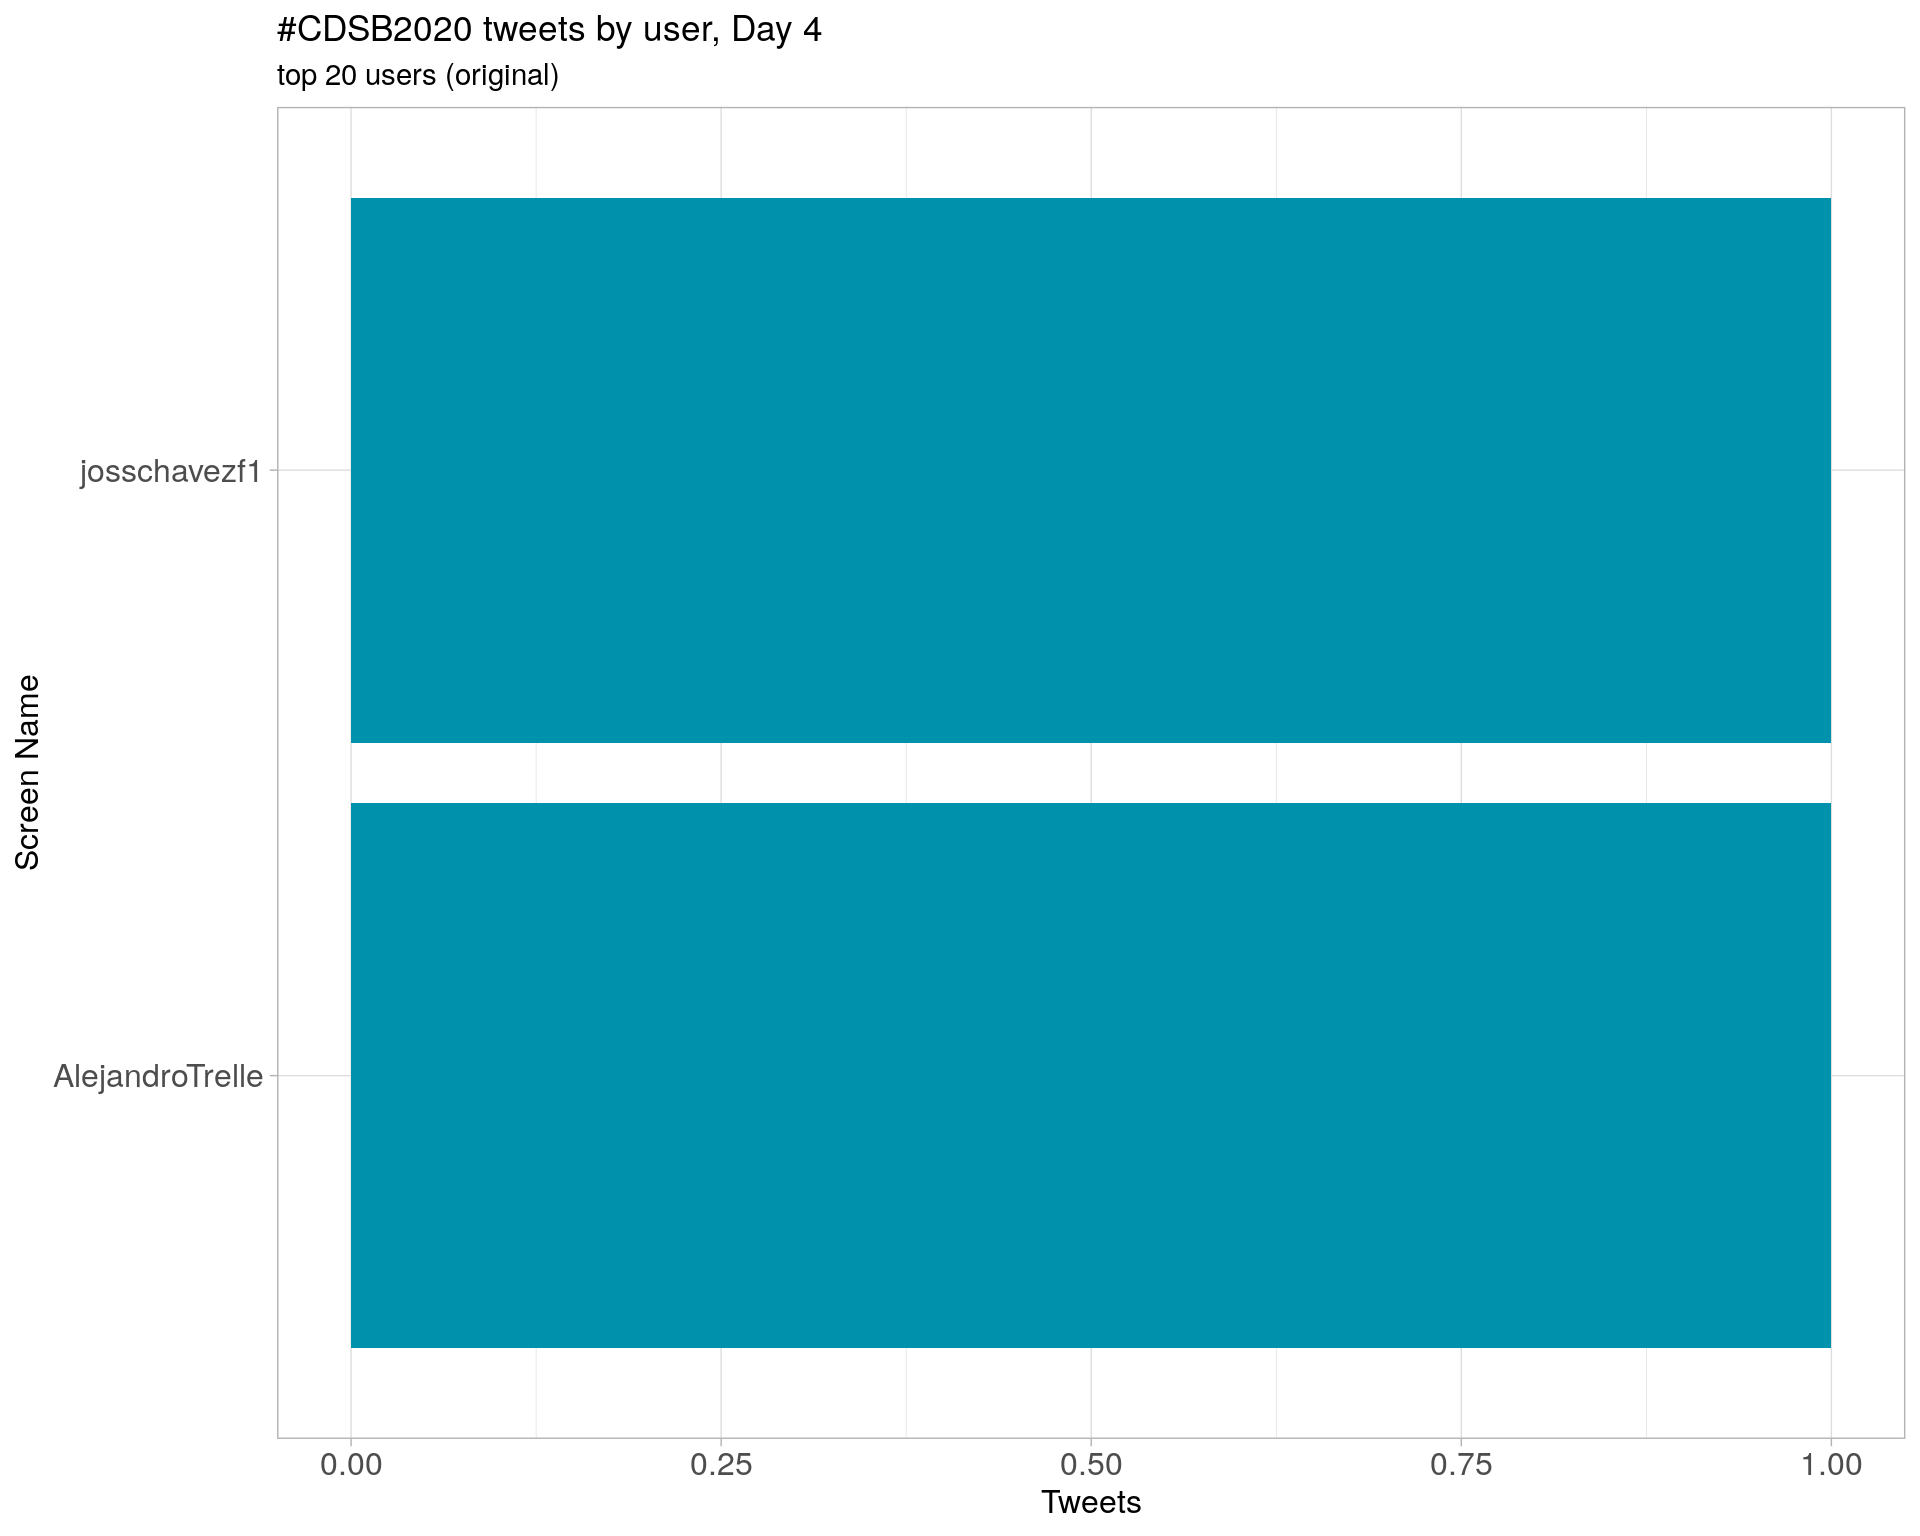 #CDSB2020 tweets by user, Day 4
top 20 users (original)
Screen Name
josschavezf1
AlejandroTrelle
0.00 0.25 0.50 0.75 1.00
Tweets